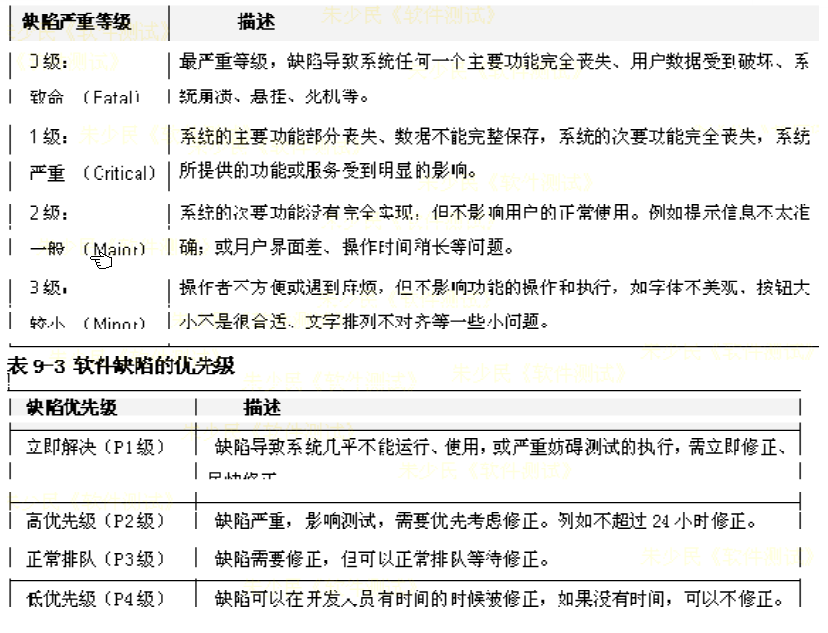 缺陷严重等级 描述
0级： 最严重等级，缺陷导致系统任何一个主要功能完全丧失、用户数据受到破坏、系
致命 （Fatal） 统崩溃、悬挂、死机等。
1级： 系统的主要功能部分丧失、数据不能完整保存，系统的次要功能完全丧失，系统
严重 （Critical） 所提供的功能或服务受到明显的影响。
2级： 系统的次要功能没有完全实现，但不影响用户的正常使用。例如提示信息不太准
一般 （Major） 确；或用户界面差、操作时间稍长等问题。
3级： 操作者不方便或遇到麻烦，但不影响功能的操作和执行，如字体不美观、按钮大
较小 （Minor） 小不是很合适、文字排列不对齐等一些小问题。
表 9-3 软件缺陷的优先级
缺陷优先级 描述
立即解决（P1级） 缺陷导致系统几乎不能运行、使用，或严重妨碍测试的执行，需立即修正、
尽快修正
高优先级（P2级） 缺陷严重，影响测试，需要优先考虑修正。例如不超过 24 小时修正。
正常排队（P3级） 缺陷需要修正，但可以正常排队等待修正。
低优先级（P4级） 缺陷可以在开发人员有时间的时候被修正，如果没有时间，可以不修正。
朱少民《软件测试》